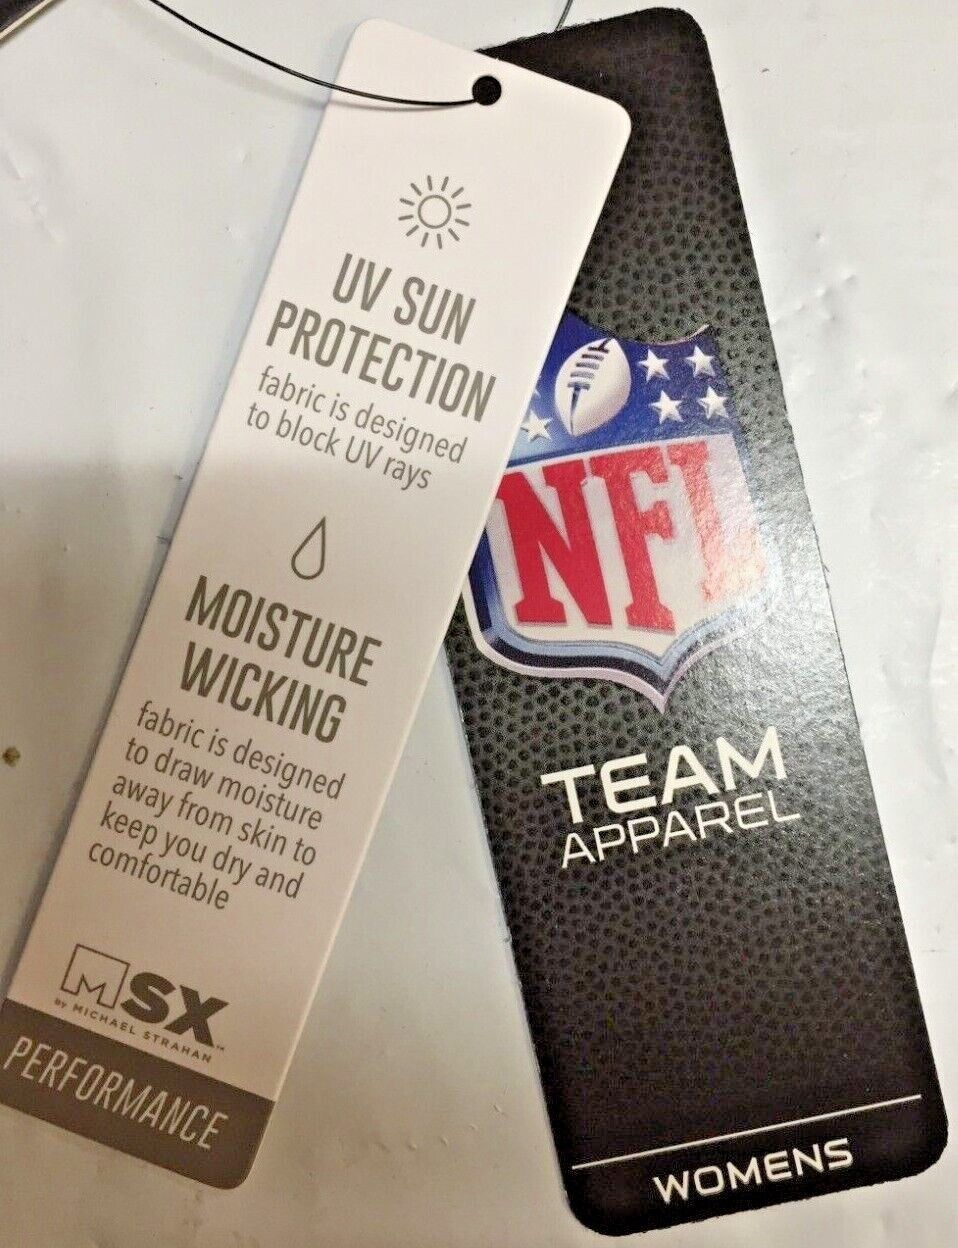 UV SUN
PROTECTION
fabric is designed
to block UV rays
MOISTURE
WICKING
fabric is designed
to draw moisture
away from skin to
keep you dry and
comfortable
MSX
BY MICHAEL STRAHAN™
PERFORMANCE
NFL
TEAM
APPAREL
WOMENS